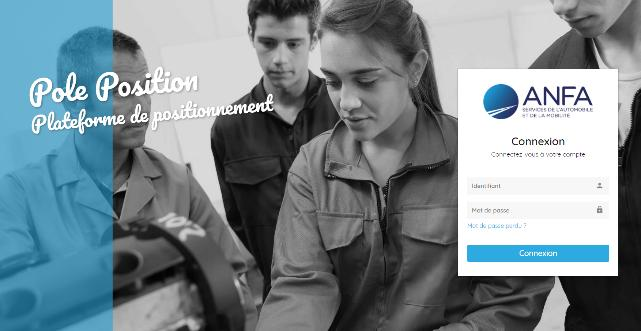 Pole Position
Plateforme de positionnement
ANFA
SERVICES DE L'AUTOMOBILE
ET DE LA MOBILITÉ
Connexion
Connectez-vous à votre compte
Identifiant
Mot de passe
Mot de passe perdu ?
Connexion